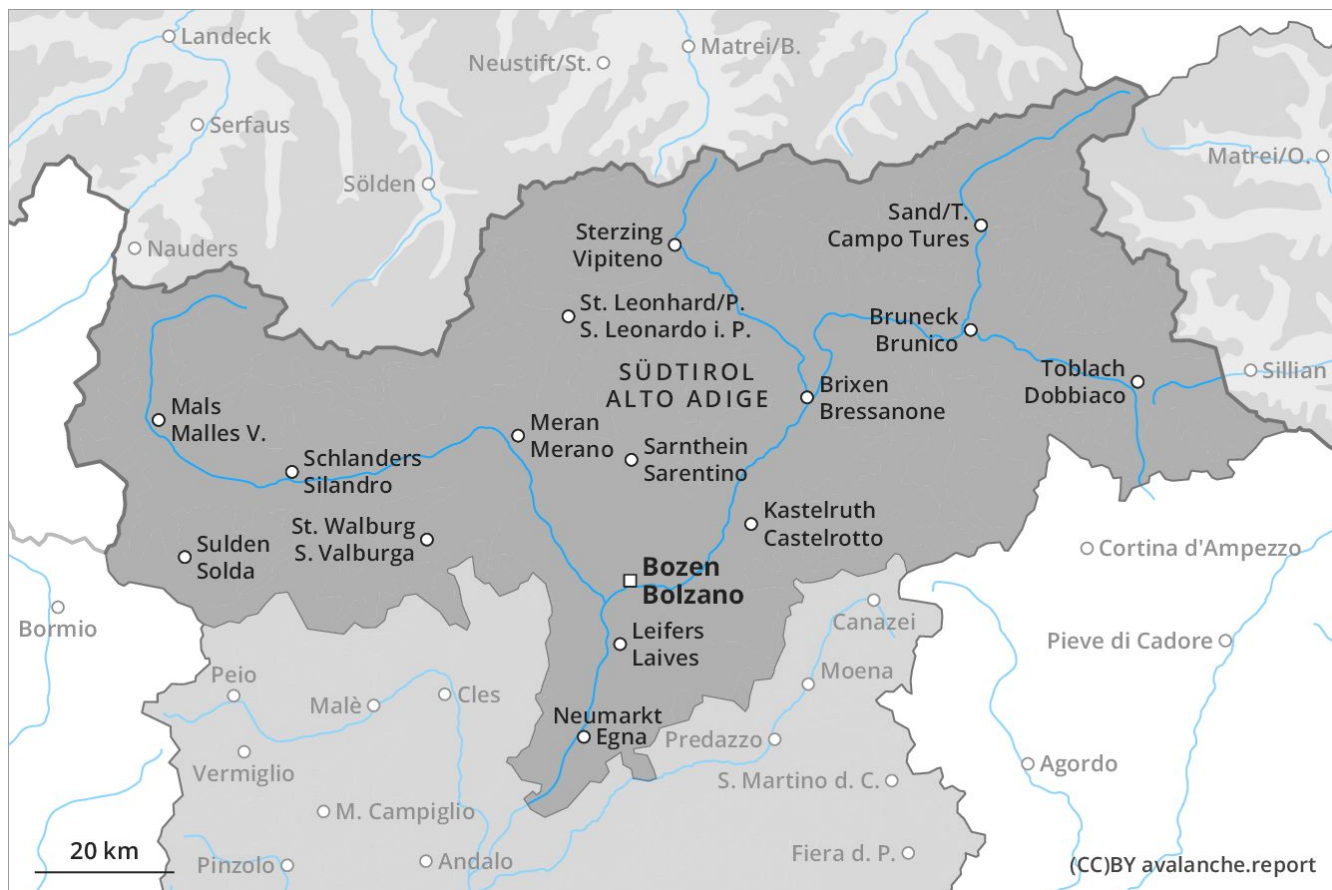 Landeck
Matrei/B.
Neustift/St.
Serfaus
Matrei/O.
Sölden
Sand/T.
Campo Tures
Sterzing
Vipiteno
Nauders
St. Leonhard/P.
S. Leonardo i. P.
Bruneck
Brunico
SÜDTIROL
ALTO ADIGE
Toblach
Dobbiaco
Sillian
Brixen
Bressanone
Mals
Malles V.
Meran
Merano
Sarnthein
Sarentino
Schlanders
Silandro
St. Walburg
S. Valburga
Kastelruth
Castelrotto
Sulden
Solda
Cortina d'Ampezzo
Bozen
Bolzano
Bormio
Canazei
Leifers
Laives
Pieve di Cadore
Peio
Moena
Malè
Cles
Neumarkt
Egna
Predazzo
Vermiglio
Agordo
S. Martino d. C.
M. Campiglio
20 km
Pinzolo
Andalo
Fiera d. P.
(CC)BY avalanche.report